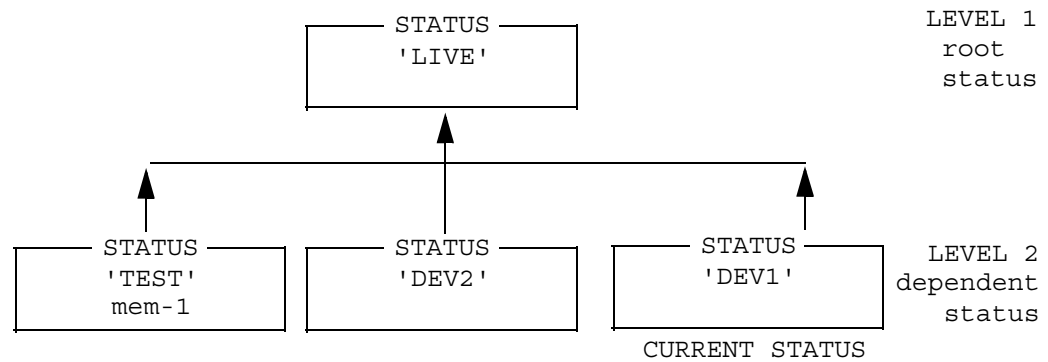 STATUS
'LIVE'
LEVEL 1
root
status
STATUS
'TEST'
mem-1
STATUS
'DEV2'
STATUS
'DEV1'
LEVEL 2
dependent
status
CURRENT STATUS